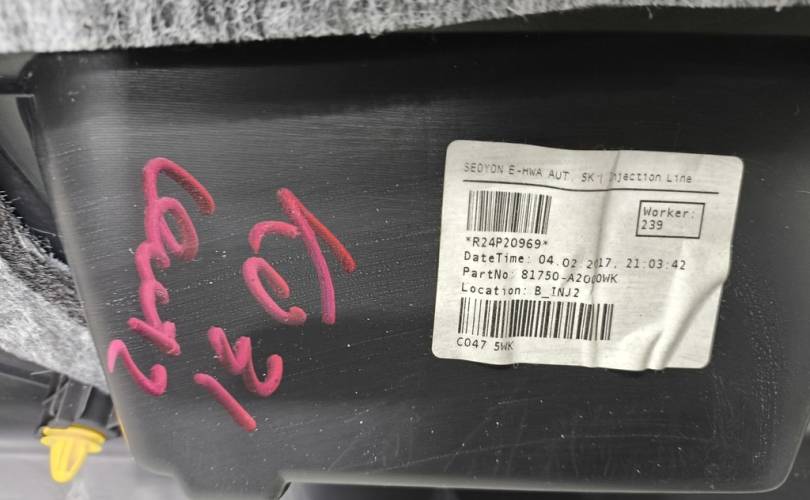 SEOYON E-HWA AUT. SK | Injection Line
Worker:
239
*R24P20969*
DateTime: 04.02.2017. 21:03:42
PartNo: 81750-A2000WK
Location: B_INJ2
C047 5WK